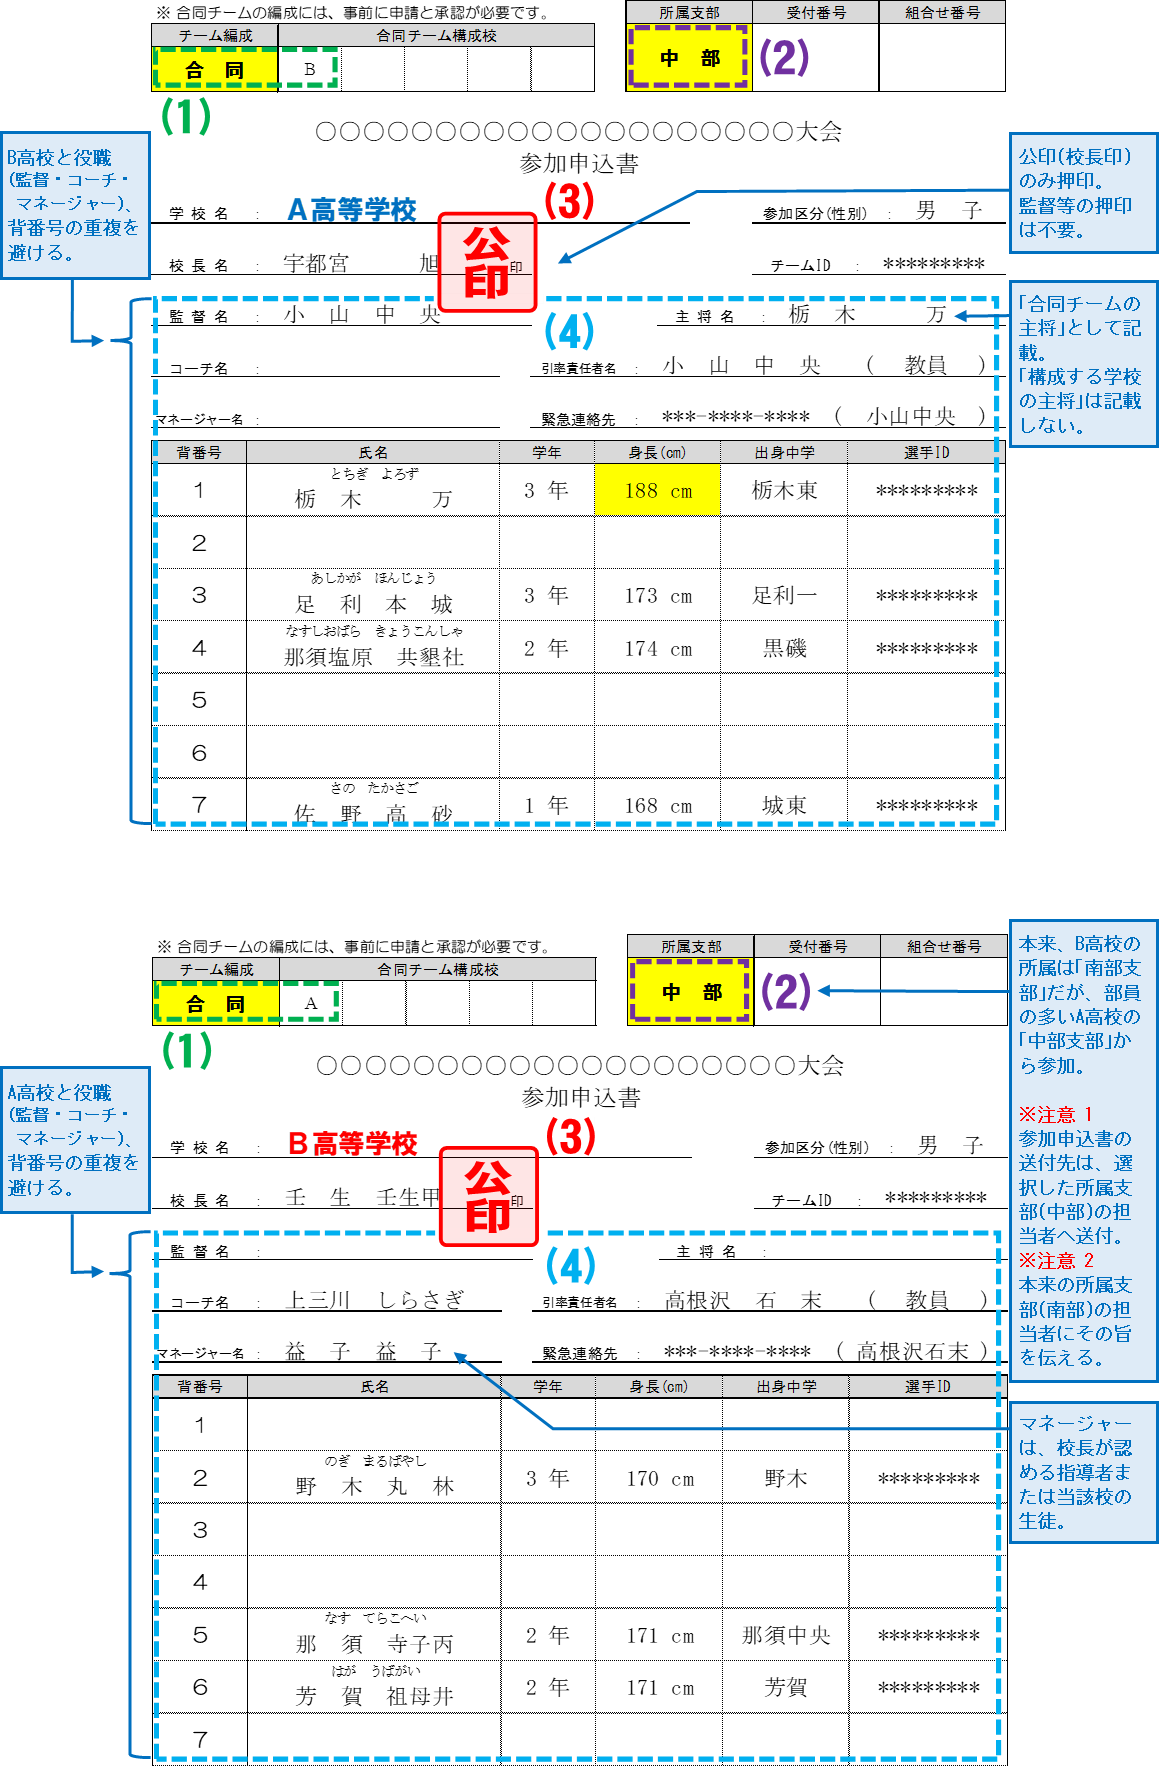 ※ 合同チームの編成には、事前に申請と承認が必要です。
チーム編成 合同チーム構成校
合 同 B
(1)
所属支部 受付番号 組合せ番号
中 部 (2)
○○○○○○○○○○○○○○○○○○○○大会
参加申込書
B高校と役職
(監督・コーチ・
マネージャー)、
背番号の重複を
避ける。
公印(校長印)
のみ押印。
監督等の押印
は不要。
学校名 : A高等学校 (3) 参加区分(性別) : 男 子
校長名 : 宇都宮 旭 印 チームID : *********
公印
監督名 : 小 山 中 央 (4) 主将名 : 栃 木 万
コーチ名 : 引率責任者名 : 小 山 中 央 ( 教員 )
マネージャー名 : 緊急連絡先 : ***-****-**** ( 小山中央 )
「合同チームの
主将」として記
載。
「構成する学校
の主将」は記載
しない。
背番号 氏名 学年 身長(cm) 出身中学 選手ID
とちぎ よろず
1 栃 木 万 3 年 188 cm 栃木東 *********
2
あしかが ほんじょう
3 足 利 本 城 3 年 173 cm 足利一 *********
なすしおばら きょうこんしゃ
4 那須塩原 共墾社 2 年 174 cm 黒磯 *********
5
6
さの たかさご
7 佐 野 高 砂 1 年 168 cm 城東 *********
※ 合同チームの編成には、事前に申請と承認が必要です。
チーム編成 合同チーム構成校
合 同 A
(1)
所属支部 受付番号 組合せ番号
中 部 (2)
本来、B高校の
所属は「南部支
部」だが、部員
の多いA高校の
「中部支部」か
ら参加。
※注意 1
参加申込書の
送付先は、選
択した所属支
部(中部)の担
当者へ送付。
※注意 2
本来の所属支
部(南部)の担
当者にその旨
を伝える。
○○○○○○○○○○○○○○○○○○○○大会
参加申込書
A高校と役職
(監督・コーチ・
マネージャー)、
背番号の重複を
避ける。
学校名 : B高等学校 (3) 参加区分(性別) : 男 子
校長名 : 壬 生 壬生甲 印 チームID : *********
公印
監督名 : (4) 主将名 :
コーチ名 : 上三川 しらさぎ 引率責任者名 : 高根沢 石 末 ( 教員 )
マネージャー名 : 益 子 益 子 緊急連絡先 : ***-****-**** ( 高根沢石末 )
マネージャー
は、校長が認
める指導者ま
たは当該校の
生徒。
背番号 氏名 学年 身長(cm) 出身中学 選手ID
1
のぎ まるばやし
2 野 木 丸 林 3 年 170 cm 野木 *********
3
4
なす てらこへい
5 那 須 寺子丙 2 年 171 cm 那須中央 *********
はが うばがい
6 芳 賀 祖母井 2 年 171 cm 芳賀 *********
7